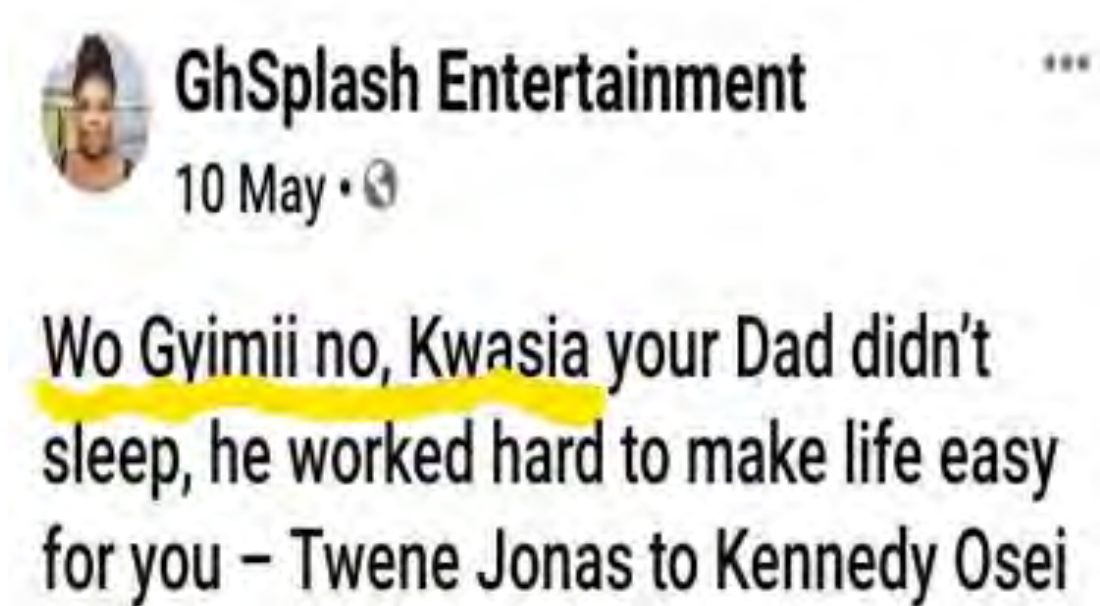 GhSplash Entertainment
10 May •
Wo Gyimii no, Kwasia your Dad didn't
sleep, he worked hard to make life easy
for you – Twene Jonas to Kennedy Osei